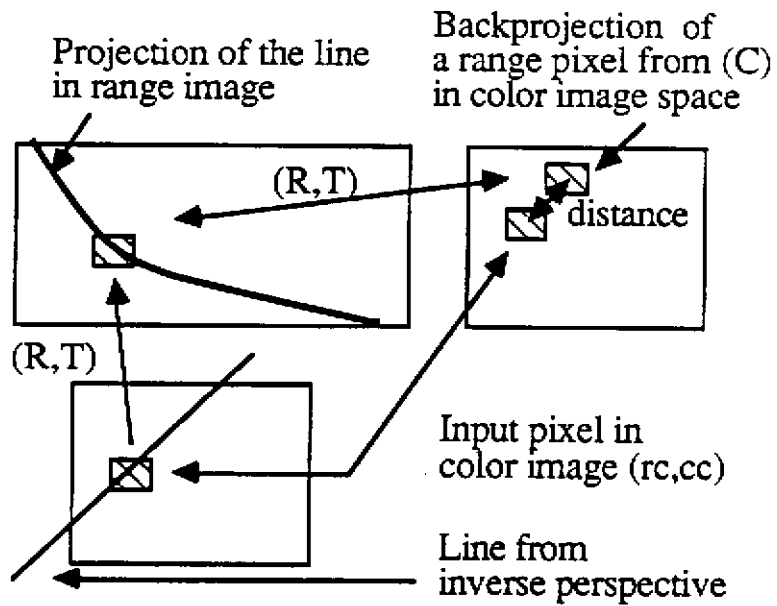 Projection of the line
in range image
Backprojection of
a range pixel from (C)
in color image space
(R,T)
distance
(R,T)
Input pixel in
color image (rc,cc)
Line from
inverse perspective